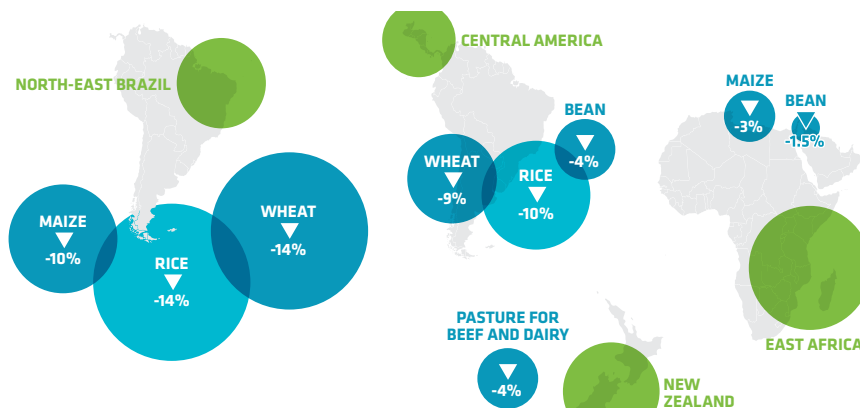 NORTH-EAST BRAZIL
MAIZE
-10%
RICE
-14%
WHEAT
-14%
CENTRAL AMERICA
WHEAT
-9%
RICE
-10%
BEAN
-4%
MAIZE
-3%
BEAN
-1.5%
EAST AFRICA
PASTURE FOR
BEEF AND DAIRY
-4%
NEW
ZEALAND